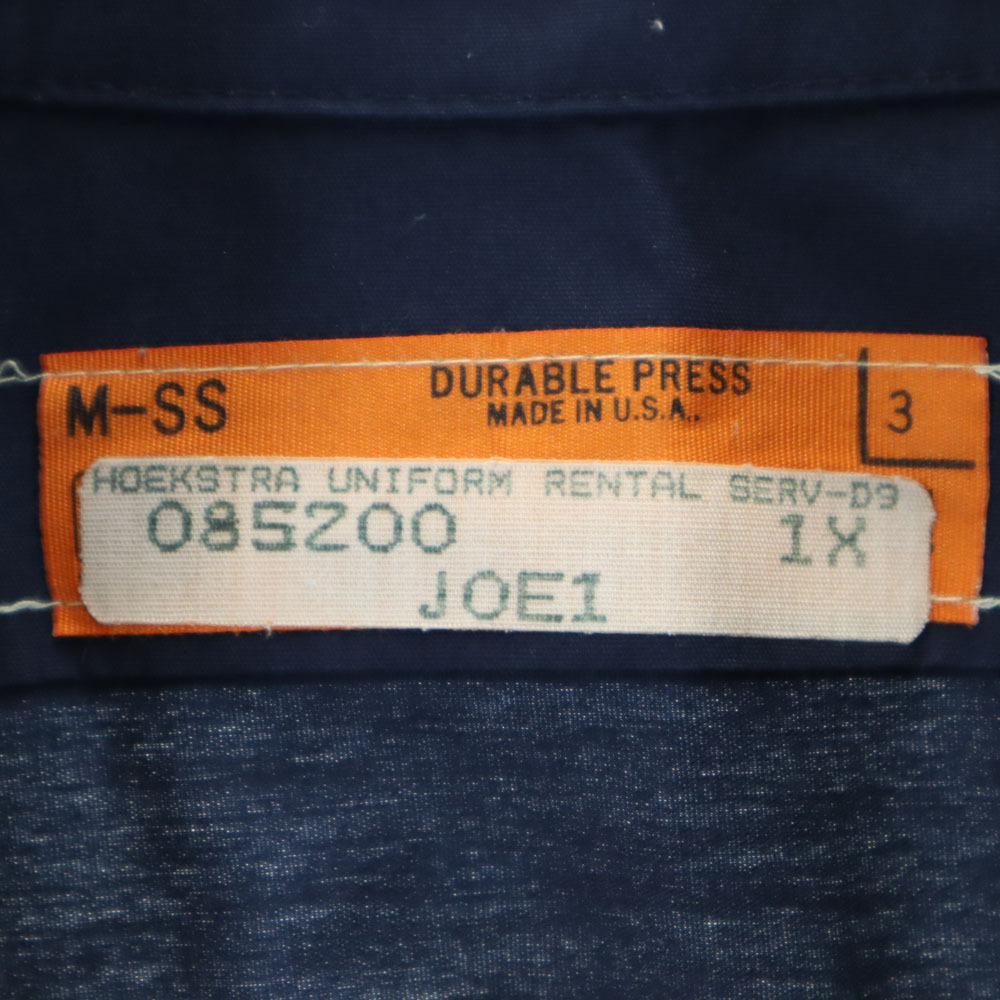 M-SS
DURABLE PRESS
MADE IN U.S.A..
3
HOEKSTRA UNIFORM RENTAL SERV-D9
085200
1X
JOE1